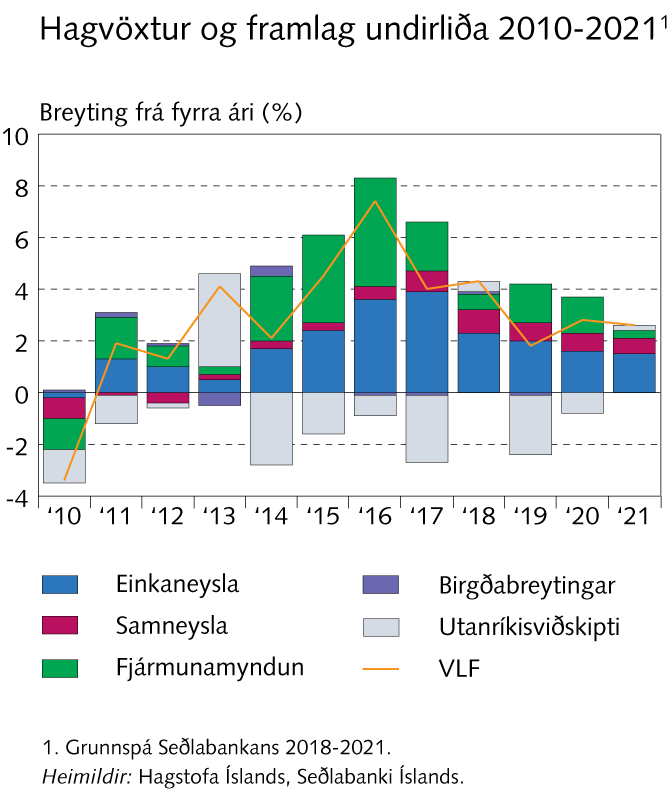 Hagvöxtur og framlag undirliða 2010-2021¹
Breyting frá fyrra ári (%)
10
8
6
4
2
0
-2
-4
‘10 ‘11 ‘12 ‘13 ‘14 ‘15 ‘16 ‘17 ‘18 ‘19 ‘20 ‘21
Einkaneysla
Samneysla
Fjármunamyndun
Birgðabreytingar
Utanríkisviðskipti
VLF
1. Grunnspá Seðlabankans 2018-2021.
Heimildir: Hagstofa Íslands, Seðlabanki Íslands.